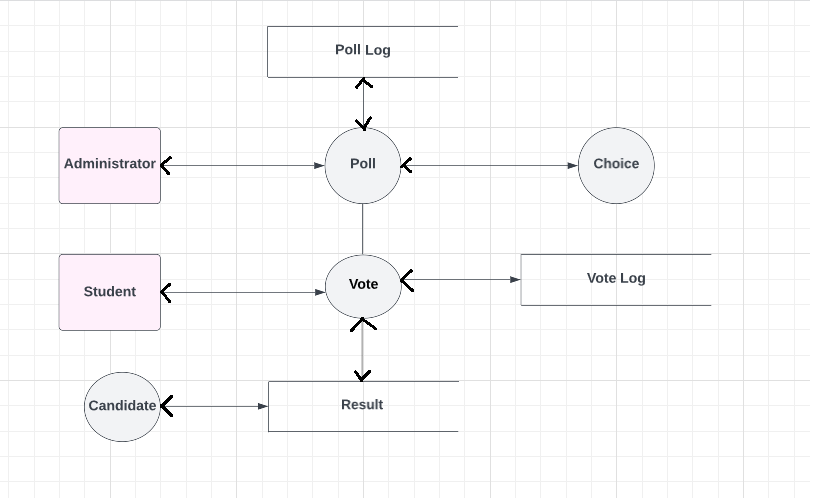 Poll Log
Administrator
Poll
Choice
Student
Vote
Vote Log
Candidate
Result